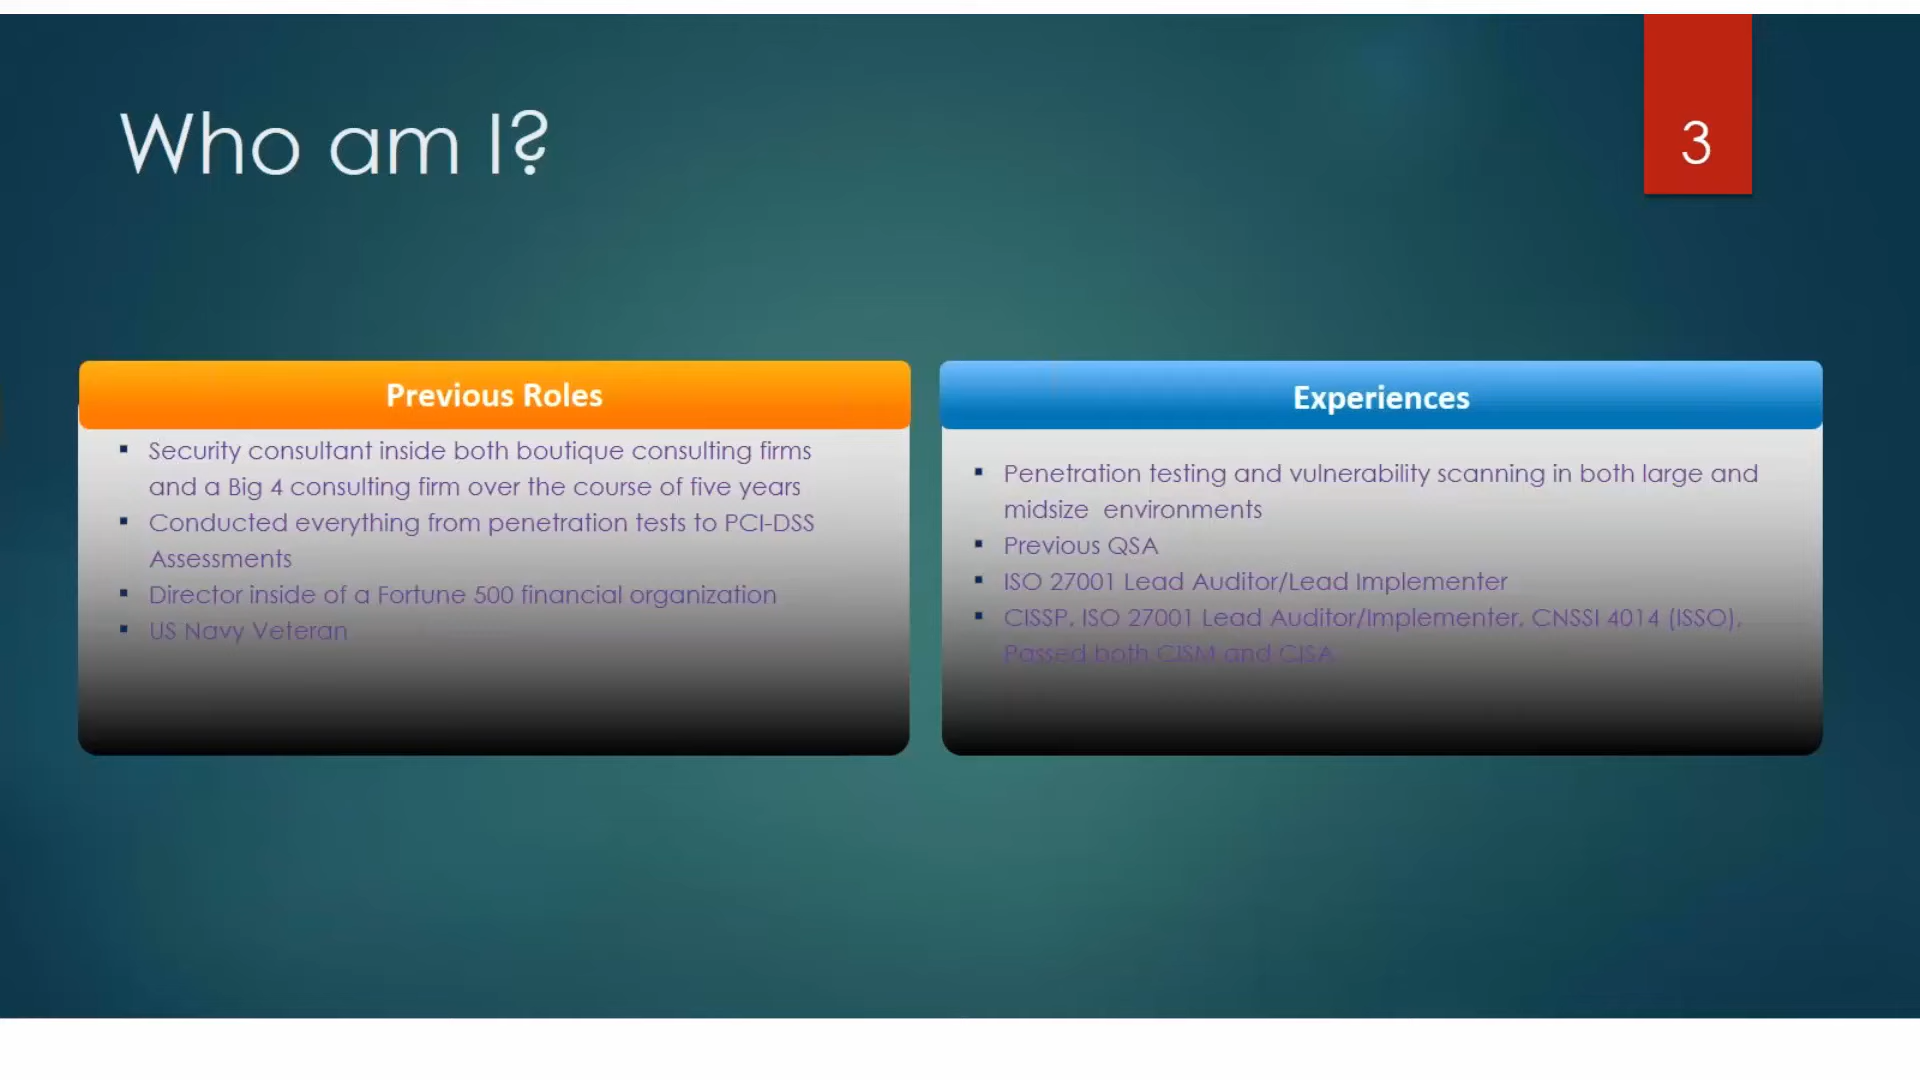 Who am I?
3
Previous Roles
▪ Security consultant inside both boutique consulting firms
and a Big 4 consulting firm over the course of five years
▪ Conducted everything from penetration tests to PCI-DSS
Assessments
▪ Director inside of a Fortune 500 financial organization
▪ US Navy Veteran
Experiences
▪ Penetration testing and vulnerability scanning in both large and
midsize  environments
▪ Previous QSA
▪ ISO 27001 Lead Auditor/Lead Implementer
▪ CISSP, ISO 27001 Lead Auditor/Implementer, CNSSI 4014 (ISSO),
Passed both CISM and CISA